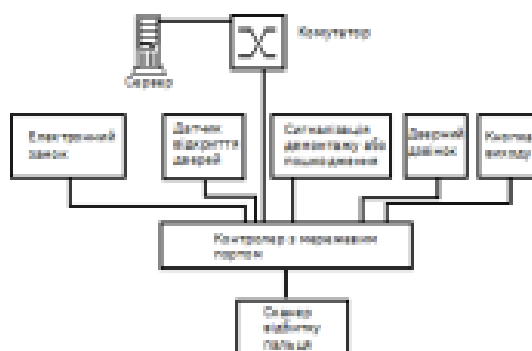 Комутатор
Сервер
Електронний
замок
Датчик
відкриття
дверей
Сигналізація
демонтажу або
пошкодження
Дверний
дзвінок
Кнопка
виходу
Контролер з мережевим
портом
Сканер
відбитку
пальця